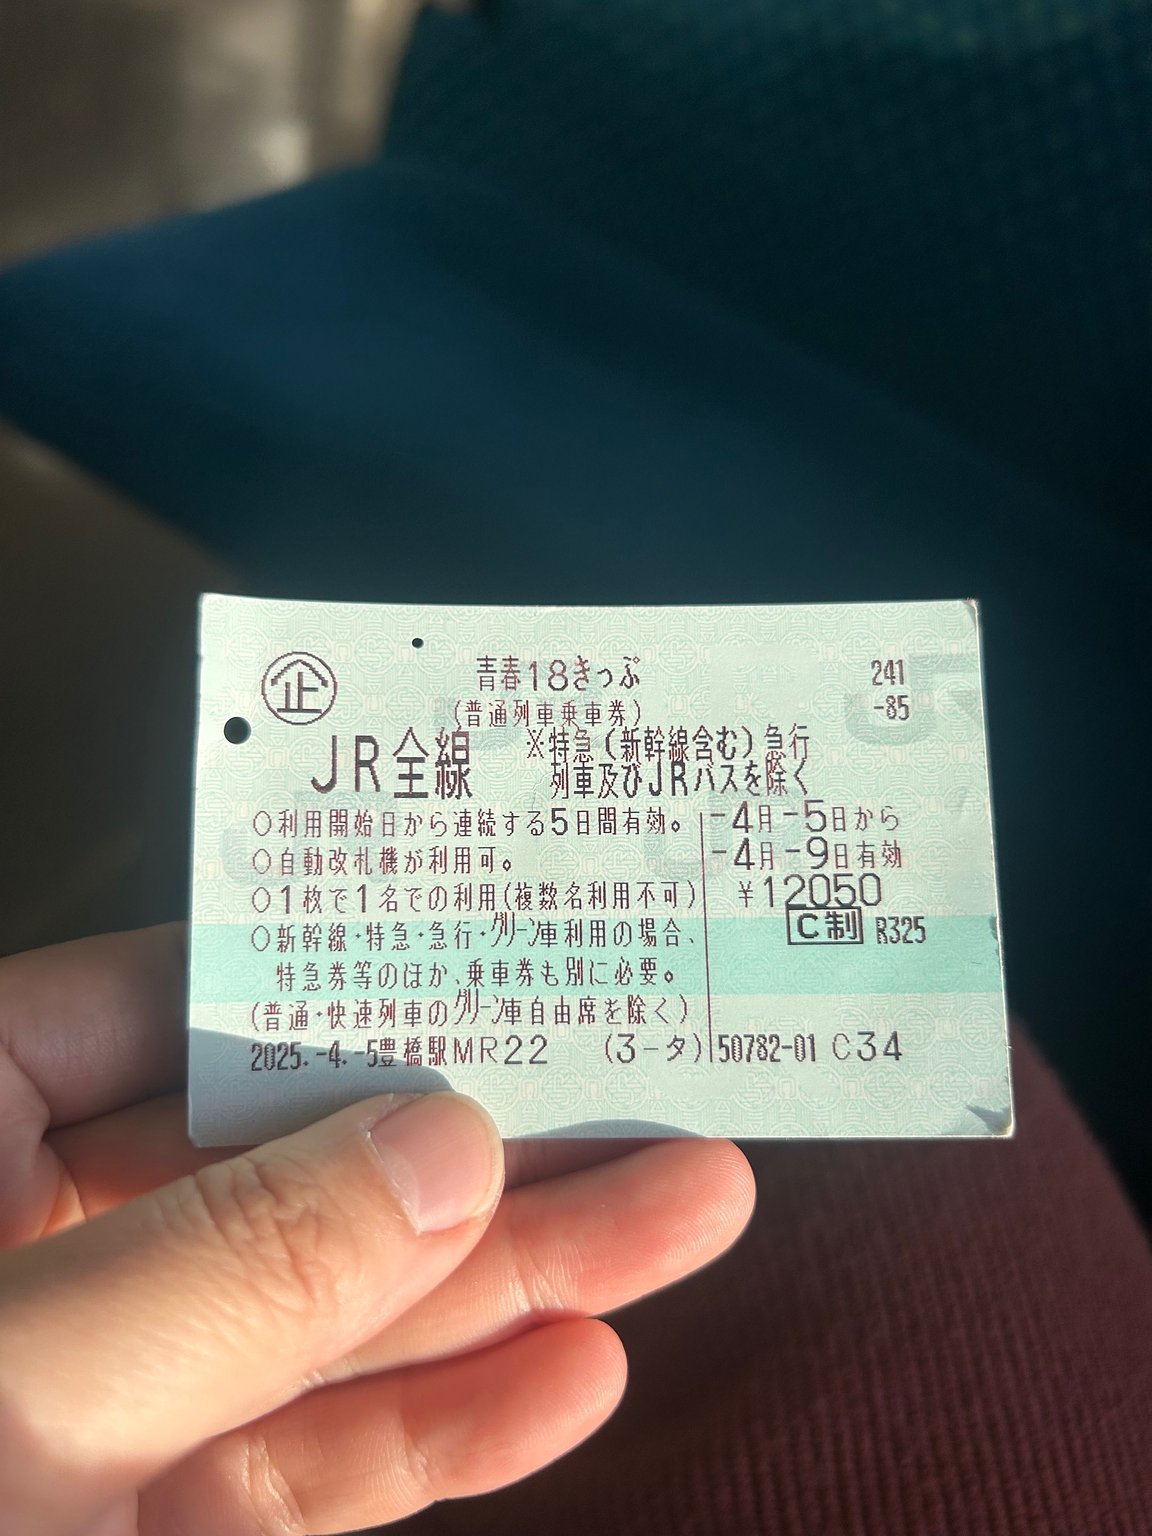 企
青春18きっぷ
241
-85
(普通列車乗車券)
JR全線
※特急(新幹線含む)急行
列車及びJRバスを除く
○利用開始日から連続する5日間有効。
-4月-5日から
○自動改札機が利用可。
-4月-9日有効
○1枚で1名での利用(複数名利用不可)
¥12050
○新幹線・特急・急行・グリーン車利用の場合、
C制 R325
特急券等のほか、乗車券も別に必要。
(普通・快速列車のグリーン車自由席を除く)
2025.-4.-5豊橋駅MR22 (3-タ) 50782-01 C34